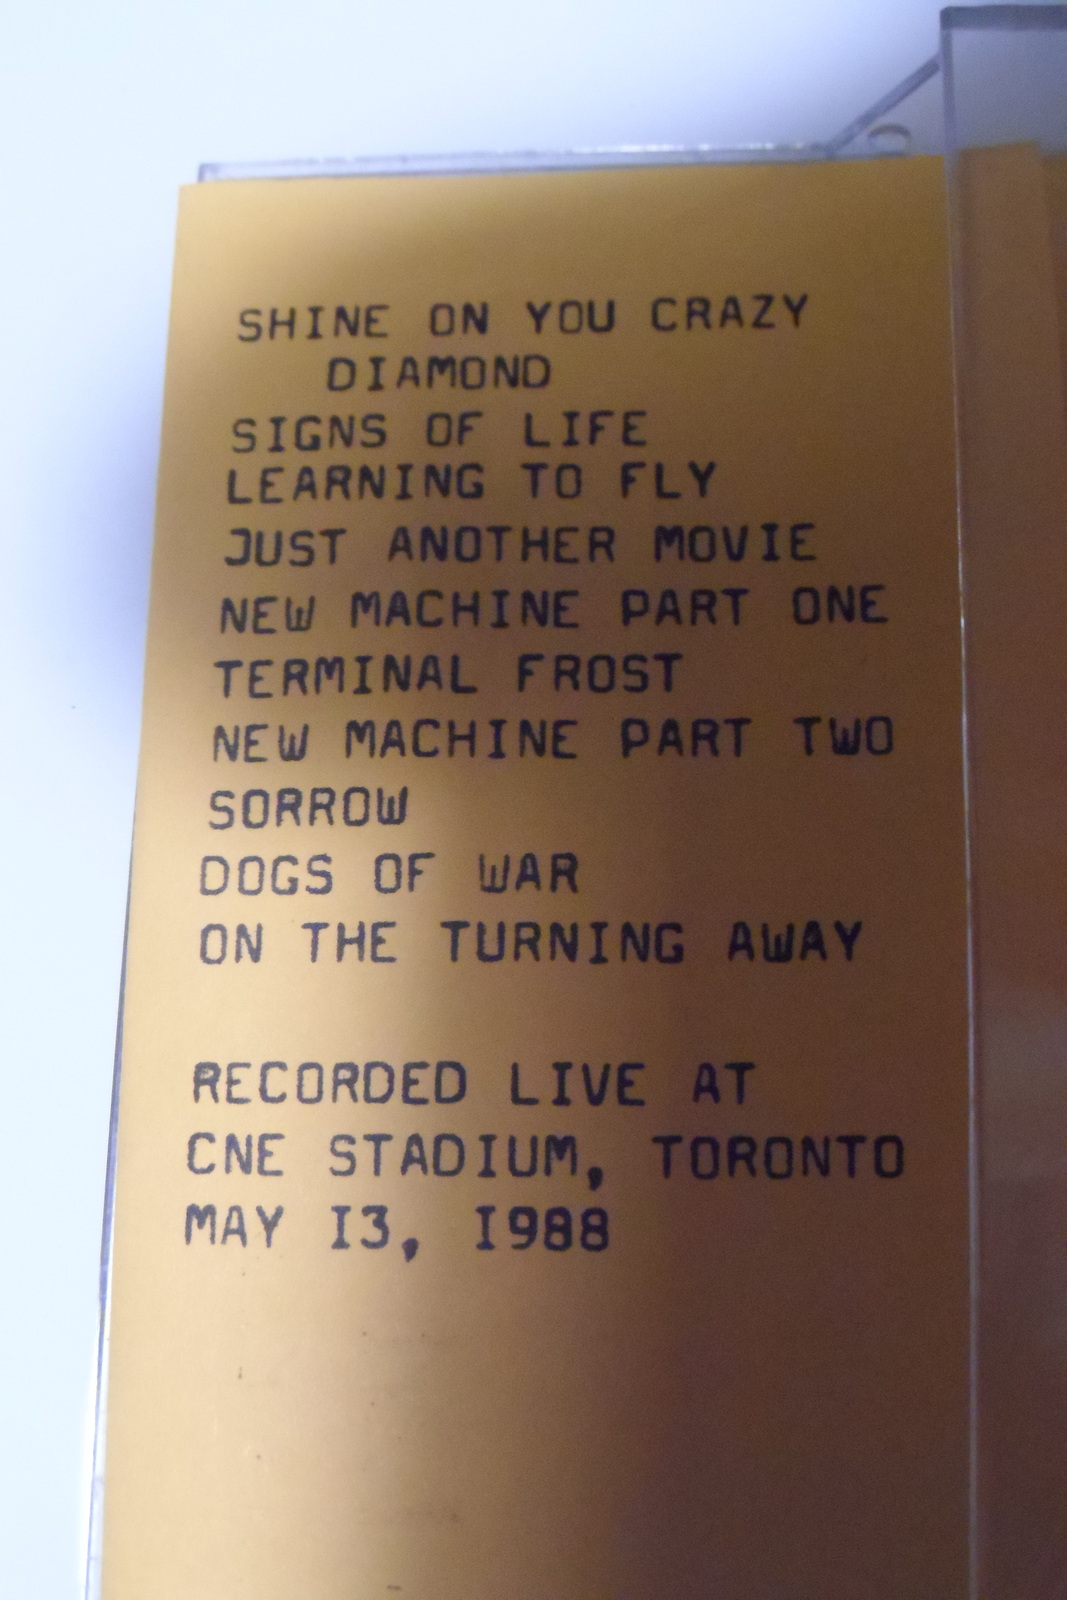 SHINE ON YOU CRAZY
DIAMOND
SIGNS OF LIFE
LEARNING TO FLY
JUST ANOTHER MOVIE
NEW MACHINE PART ONE
TERMINAL FROST
NEW MACHINE PART TWO
SORROW
DOGS OF WAR
ON THE TURNING AWAY
RECORDED LIVE AT
CNE STADIUM, TORONTO
MAY 13, 1988